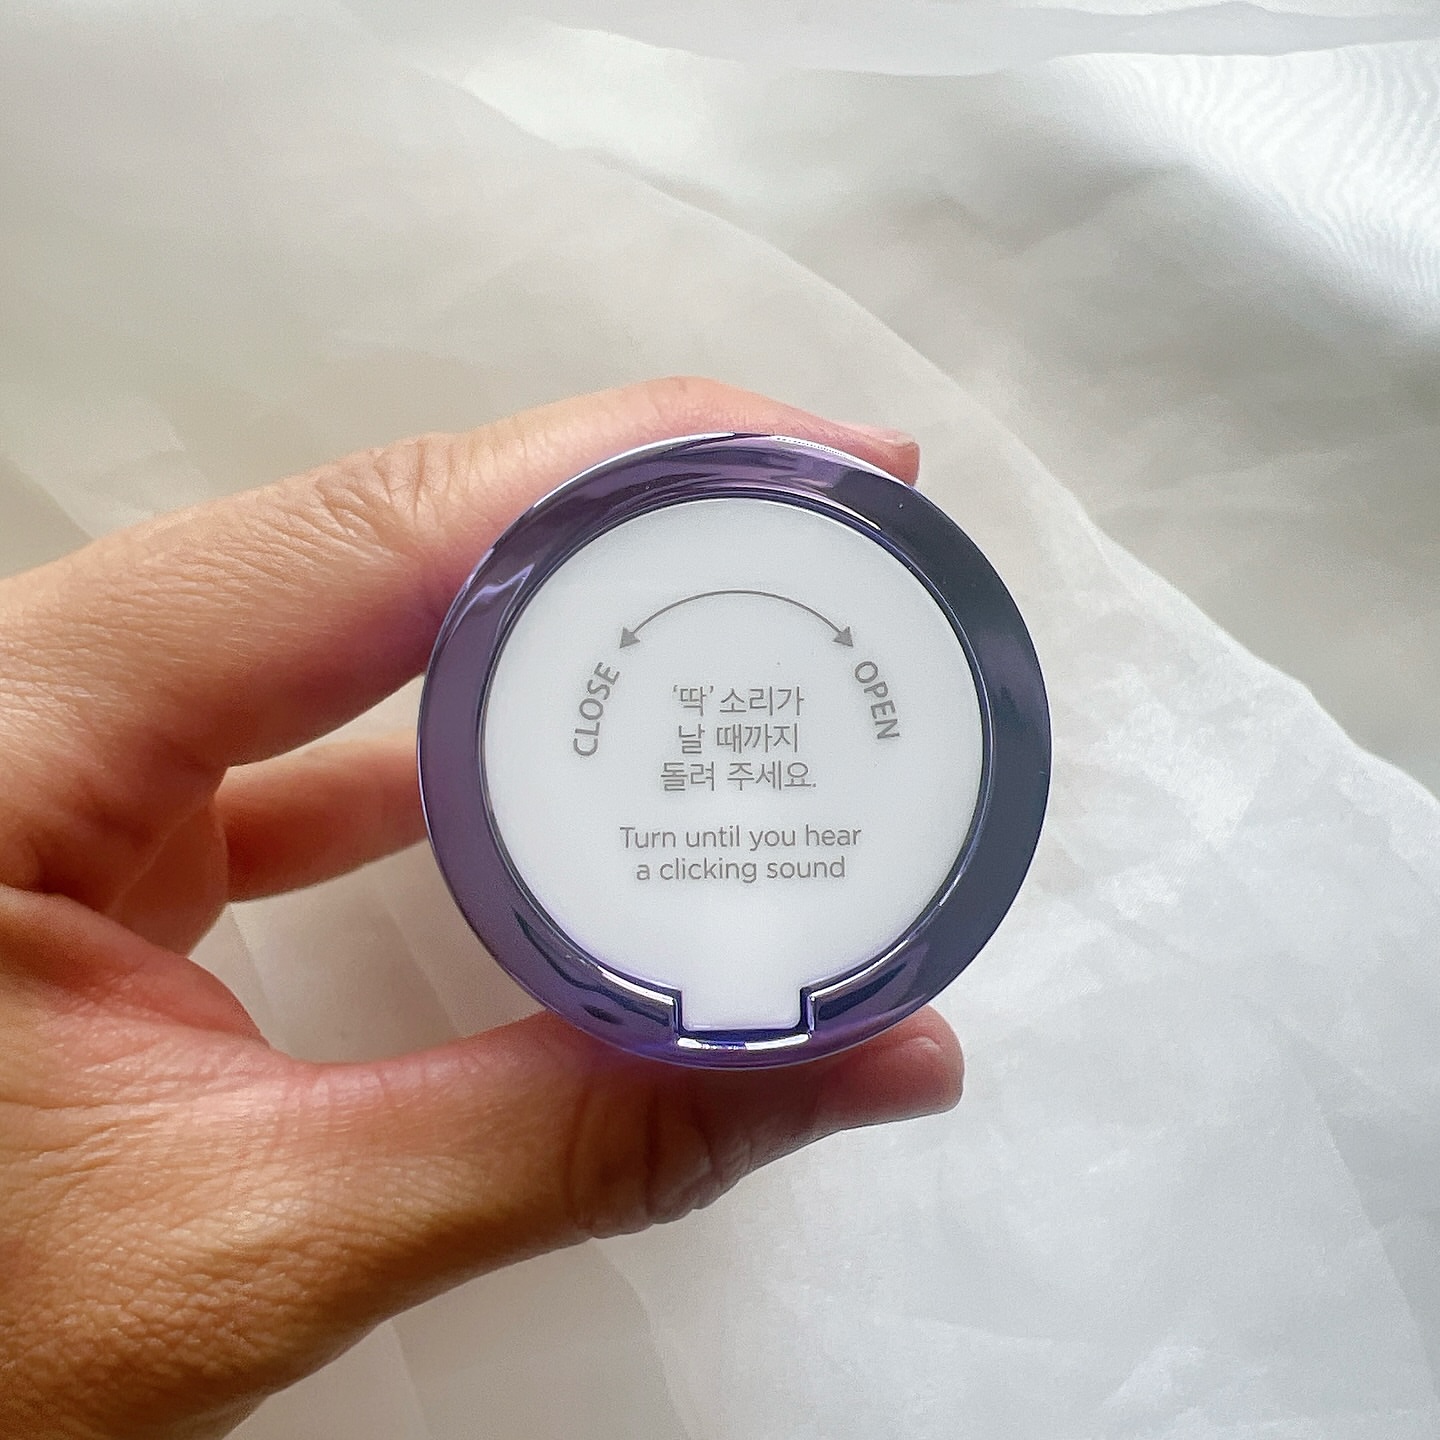 CLOSE
OPEN
‘딱’ 소리가
날 때까지
돌려 주세요.
Turn until you hear
a clicking sound